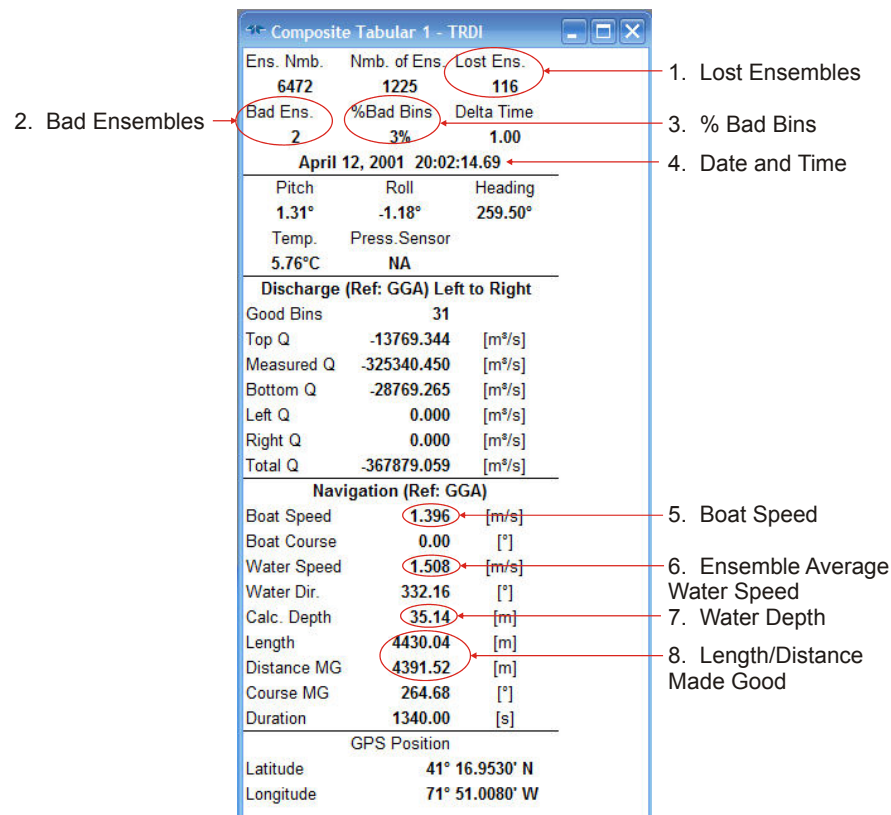 Composite Tabular 1 - TRDI
Ens. Nmb. Nmb. of Ens. Lost Ens.
6472 1225 116
Bad Ens. %Bad Bins Delta Time
2 3% 1.00
April 12, 2001 20:02:14.69
Pitch Roll Heading
1.31° -1.18° 259.50°
Temp. Press.Sensor
5.76°C NA
Discharge (Ref: GGA) Left to Right
Good Bins 31
Top Q -13769.344 [m³/s]
Measured Q -325340.450 [m³/s]
Bottom Q -28769.265 [m³/s]
Left Q 0.000 [m³/s]
Right Q 0.000 [m³/s]
Total Q -367879.059 [m³/s]
Navigation (Ref: GGA)
Boat Speed 1.396 [m/s]
Boat Course 0.00 [°]
Water Speed 1.508 [m/s]
Water Dir. 332.16 [°]
Calc. Depth 35.14 [m]
Length 4430.04 [m]
Distance MG 4391.52 [m]
Course MG 264.68 [°]
Duration 1340.00 [s]
GPS Position
Latitude 41° 16.9530' N
Longitude 71° 51.0080' W
1. Lost Ensembles
2. Bad Ensembles
3. % Bad Bins
4. Date and Time
5. Boat Speed
6. Ensemble Average
Water Speed
7. Water Depth
8. Length/Distance
Made Good